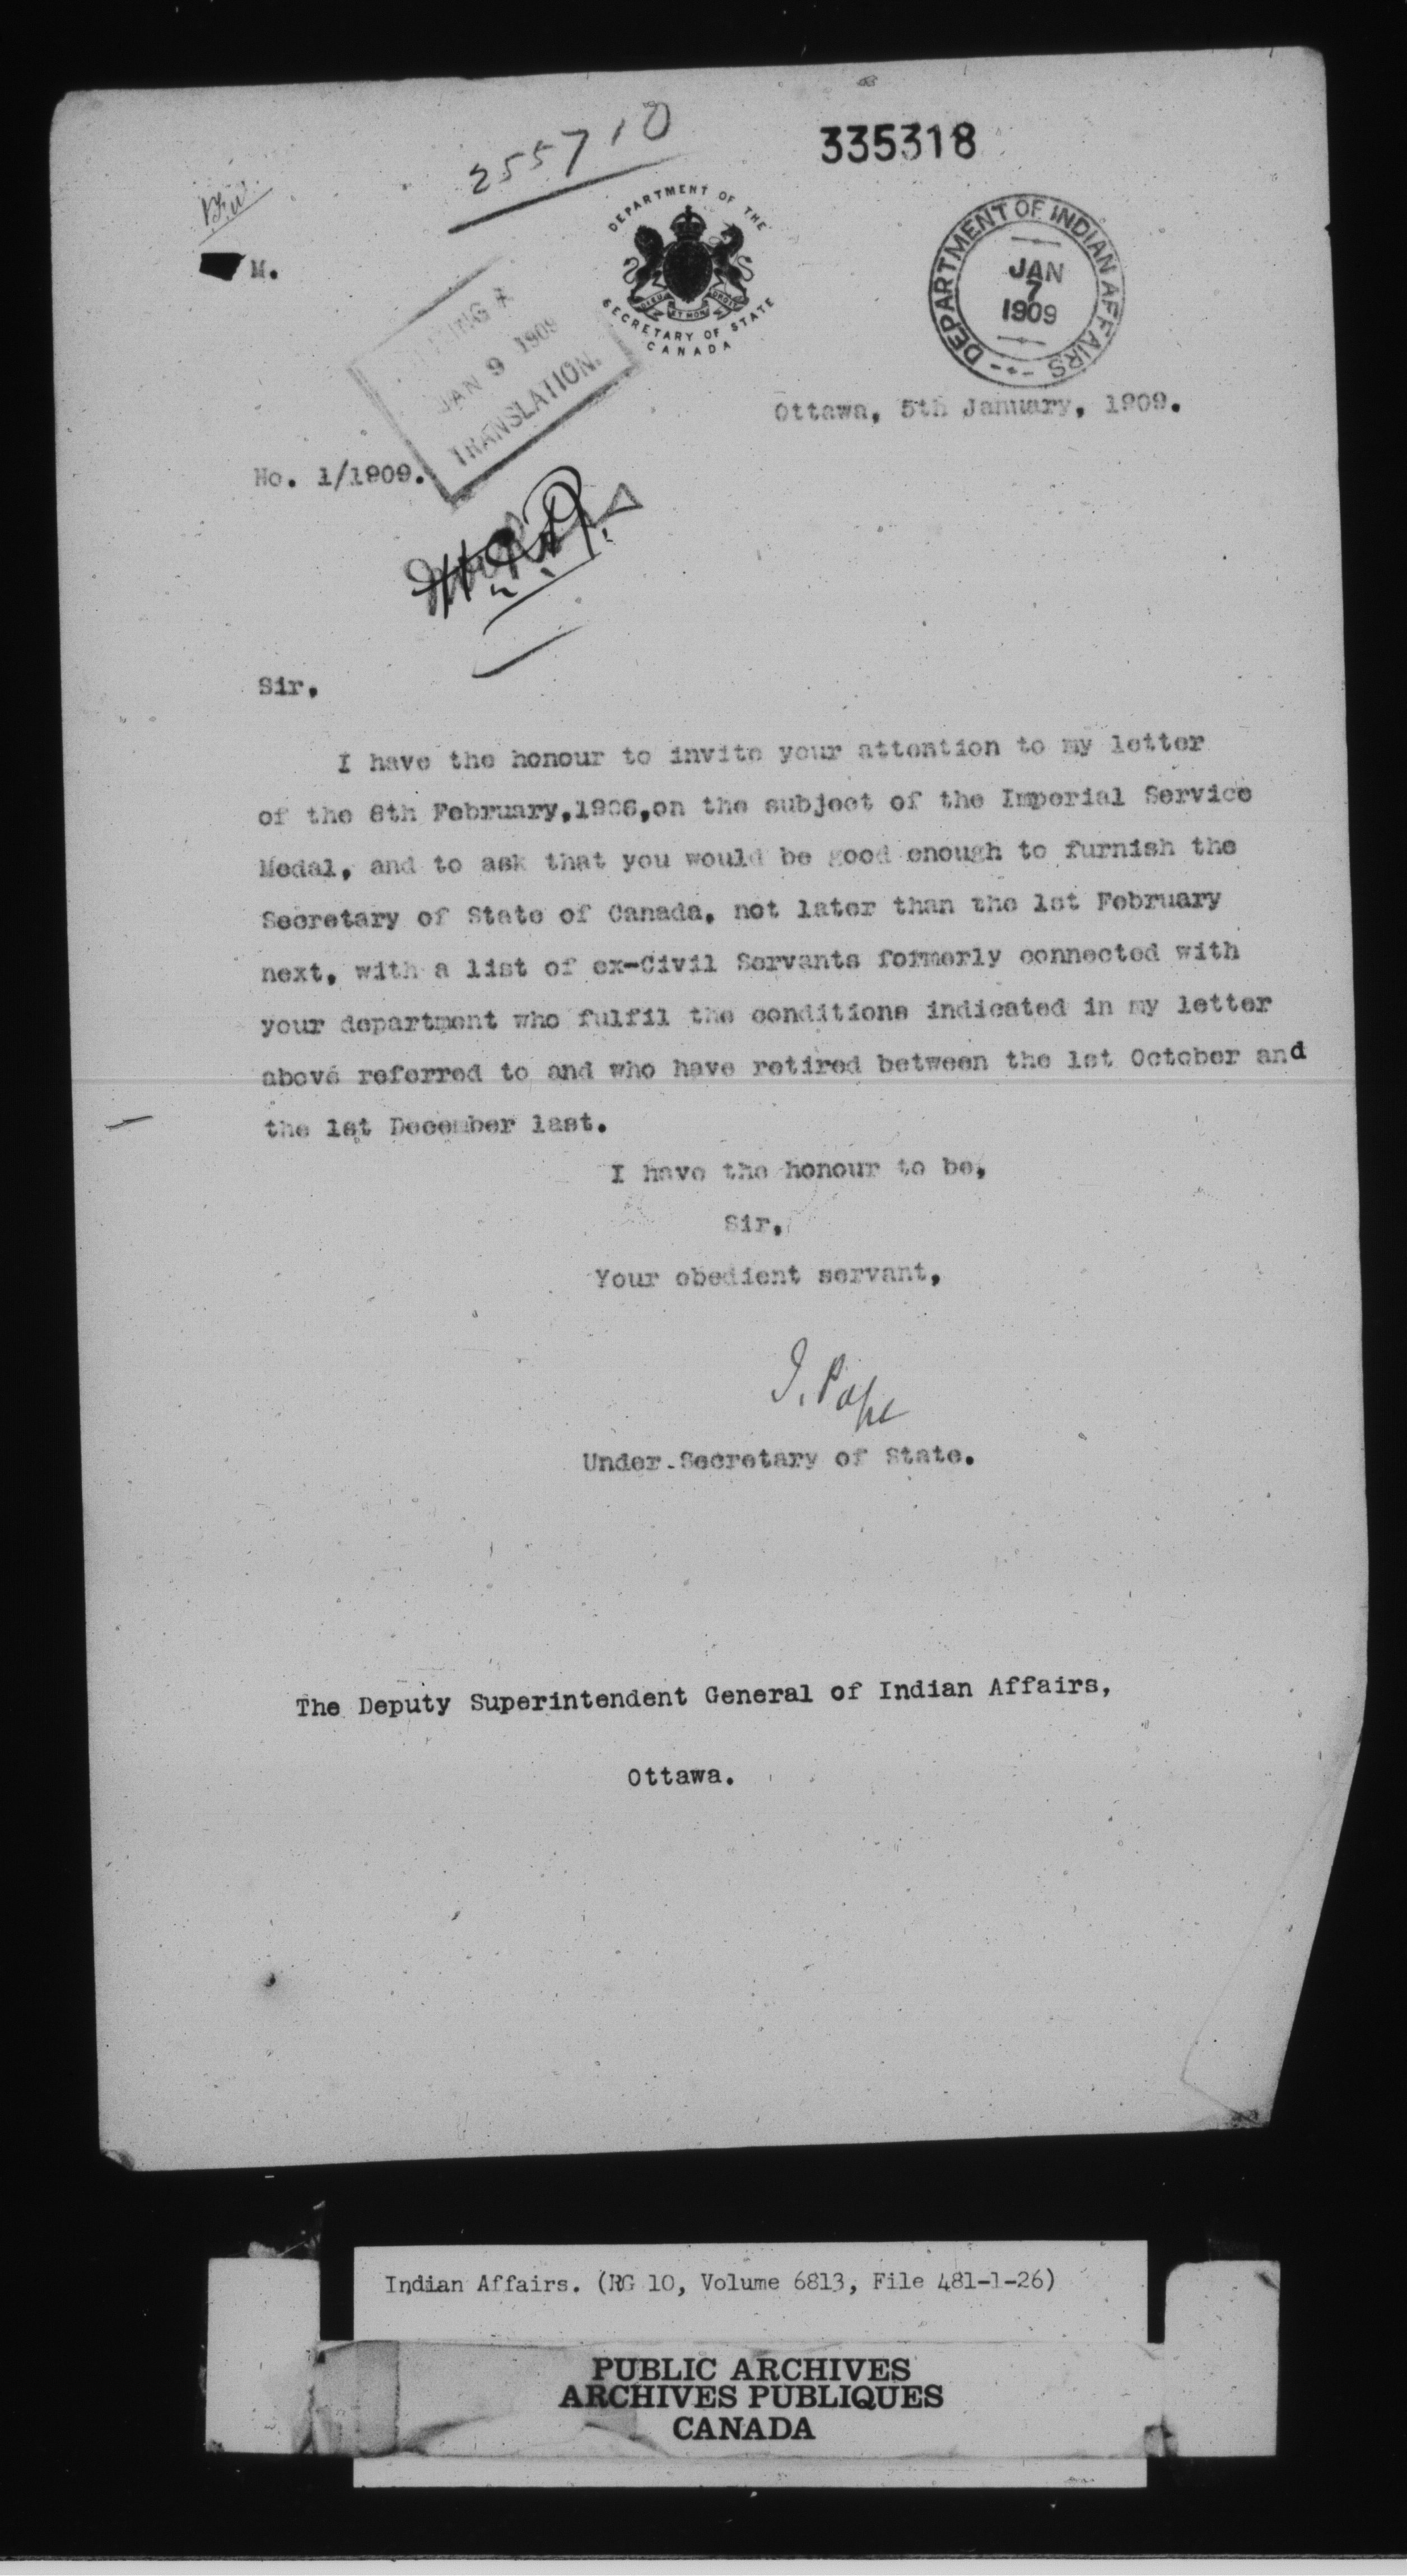 255710
335318
DEPARTMENT OF THE
SECRETARY OF STATE
CANADA
DEPARTMENT OF INDIAN AFFAIRS
JAN
7
1909
M.
JAN 9 1909
TRANSLATION.
Ottawa, 5th January, 1909.
No. 1/1909.
Sir,
I have the honour to invite your attention to my letter
of the 8th February,1906,on the subject of the Imperial Service
Medal, and to ask that you would be good enough to furnish the
Secretary of State of Canada, not later than the 1st February
next, with a list of ex-Civil Servants formerly connected with
your department who fulfil the conditions indicated in my letter
above referred to and who have retired between the 1st October and
the 1st December last.
I have the honour to be,
Sir,
Your obedient servant,
J. Pope
Under-Secretary of State.
The Deputy Superintendent General of Indian Affairs,
Ottawa.
Indian Affairs. (RG 10, Volume 6813, File 481-1-26)
PUBLIC ARCHIVES
ARCHIVES PUBLIQUES
CANADA